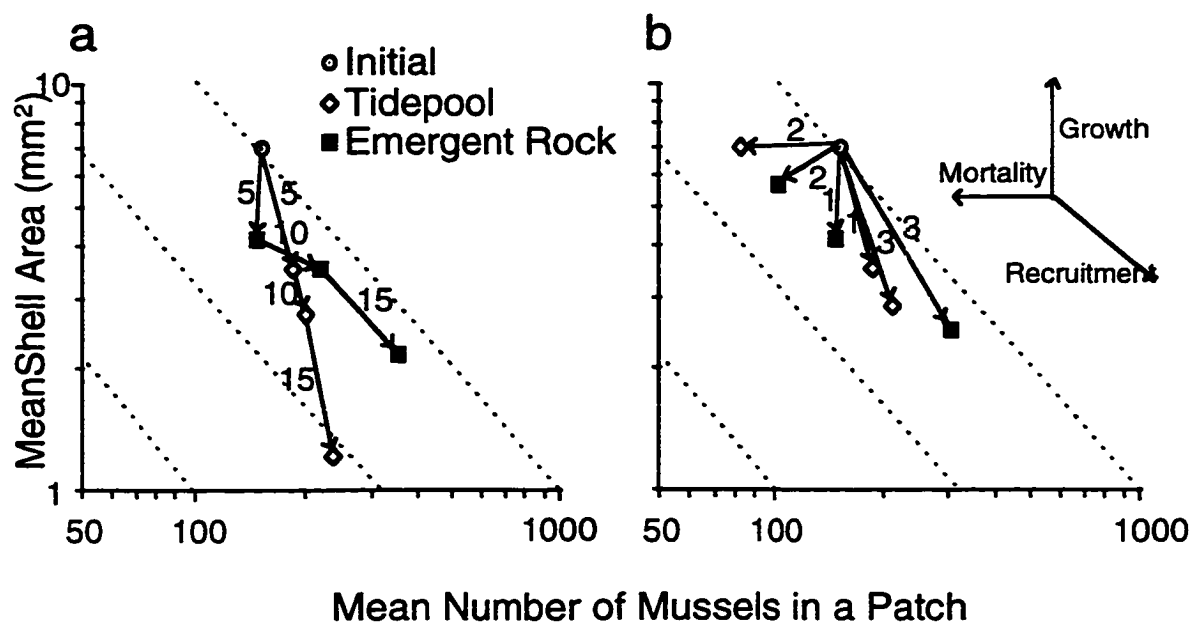 a
Initial
Tidepool
Emergent Rock
10
MeanShell Area (mm²)
5
5
10
10
15
15
1
50
100
1000
b
2
2
1
1
3
3
Growth
Mortality
Recruitment
50
100
1000
Mean Number of Mussels in a Patch